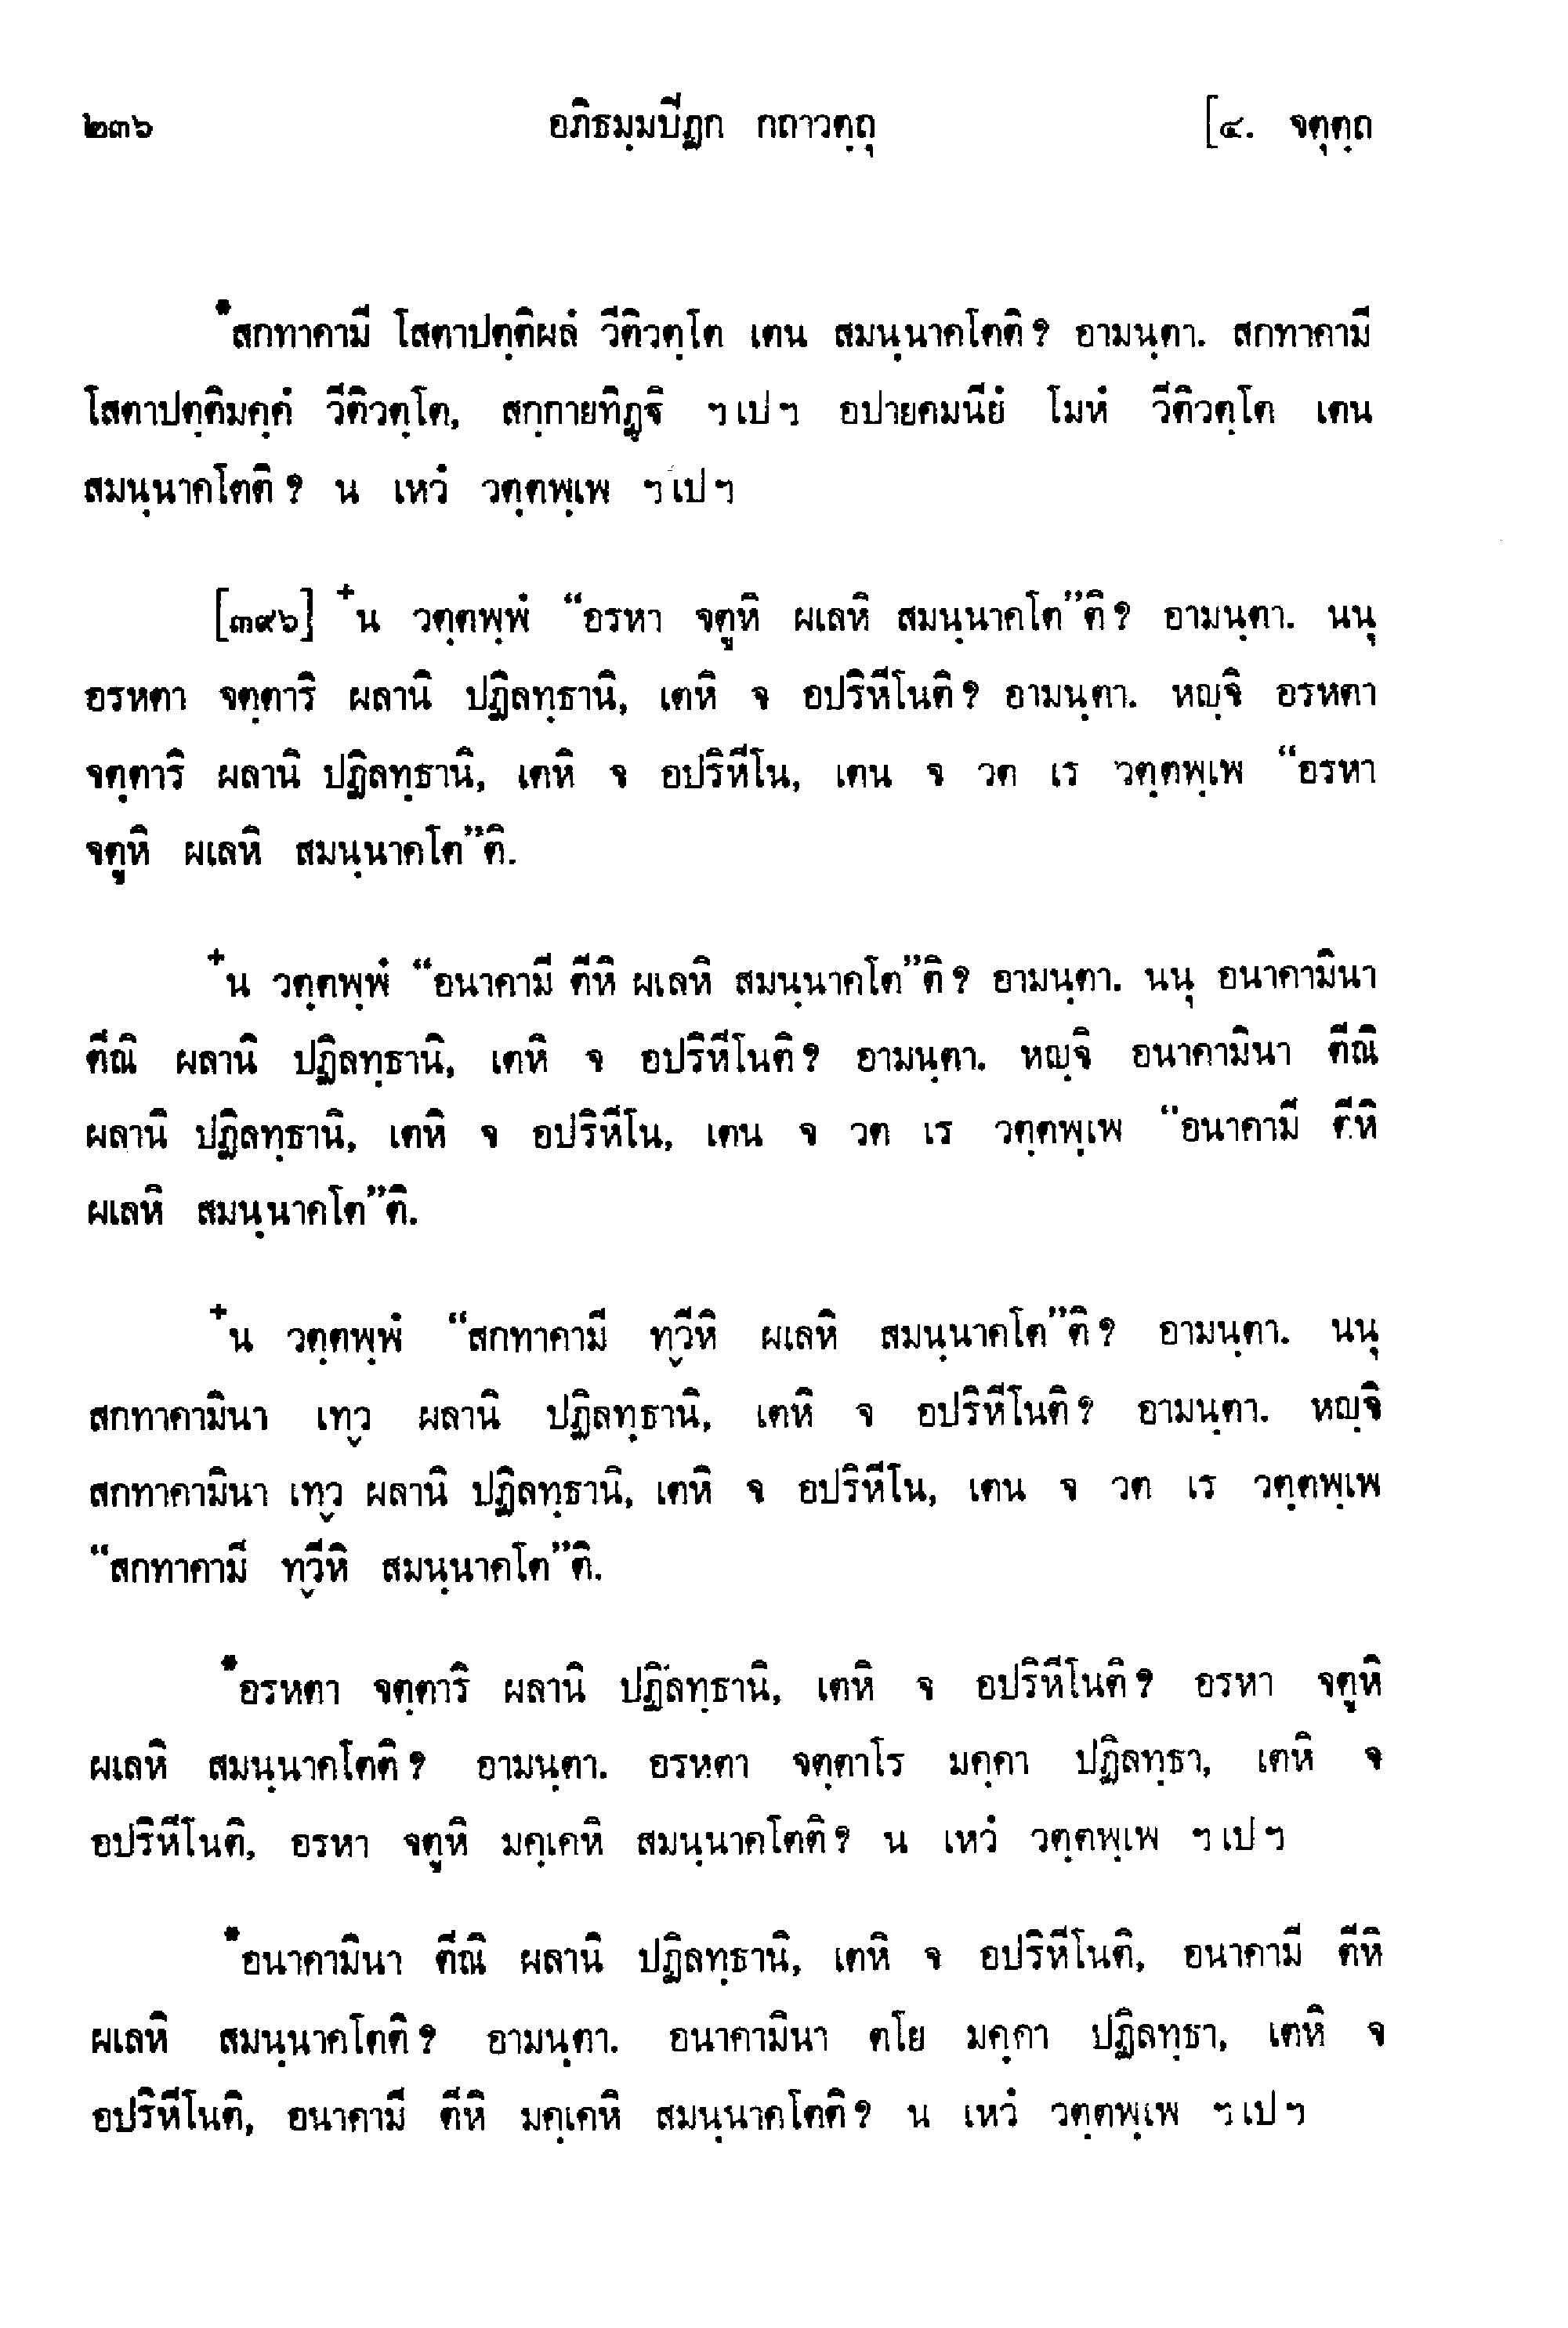 ๒๓๖ อภิธมฺมปิฏก กถาวตฺถุ [๔. จตุตฺถ
*สกทาคามี โสตาปตฺติผลํ วีติวตฺโต เตน สมนฺนาคโตติ ? อามนฺตา. สกทาคามี
โสตาปตฺติมคฺคํ วีติวตฺโต, สกฺกายทิฏฺฐึ ฯเปฯ อปายคมนียํ โมหํ วีติวตฺโต เตน
สมนฺนาคโตติ ? น เหวํ วตฺตพฺเพ ฯเปฯ
[๓๙๖] +น วตฺตพฺพํ “อรหา จตูหิ ผเลหิ สมนฺนาคโต”ติ ? อามนฺตา. นนุ
อรหตา จตฺตาริ ผลานิ ปฏิลทฺธานิ, เตหิ จ อปริหีโนติ ? อามนฺตา. หญฺจิ อรหตา
จตฺตาริ ผลานิ ปฏิลทฺธานิ, เตหิ จ อปริหีโน, เตน จ วต เร วตฺตพฺเพ “อรหา
จตูหิ ผเลหิ สมนฺนาคโต”ติ.
+น วตฺตพฺพํ “อนาคามี ตีหิ ผเลหิ สมนฺนาคโต”ติ ? อามนฺตา. นนุ อนาคามินา
ตีณิ ผลานิ ปฏิลทฺธานิ, เตหิ จ อปริหีโนติ ? อามนฺตา. หญฺจิ อนาคามินา ตีณิ
ผลานิ ปฏิลทฺธานิ, เตหิ จ อปริหีโน, เตน จ วต เร วตฺตพฺเพ “อนาคามี ตีหิ
ผเลหิ สมนฺนาคโต”ติ.
+น วตฺตพฺพํ “สกทาคามี ทฺวีหิ ผเลหิ สมนฺนาคโต”ติ ? อามนฺตา. นนุ
สกทาคามินา เทฺว ผลานิ ปฏิลทฺธานิ, เตหิ จ อปริหีโนติ ? อามนฺตา. หญฺจิ
สกทาคามินา เทฺว ผลานิ ปฏิลทฺธานิ, เตหิ จ อปริหีโน, เตน จ วต เร วตฺตพฺเพ
“สกทาคามี ทฺวีหิ สมนฺนาคโต”ติ.
*อรหตา จตฺตาริ ผลานิ ปฏิลทฺธานิ, เตหิ จ อปริหีโนติ ? อรหา จตูหิ
ผเลหิ สมนฺนาคโตติ ? อามนฺตา. อรหตา จตฺตาโร มคฺคา ปฏิลทฺธา, เตหิ จ
อปริหีโนติ, อรหา จตูหิ มคฺเคหิ สมนฺนาคโตติ ? น เหวํ วตฺตพฺเพ ฯเปฯ
*อนาคามินา ตีณิ ผลานิ ปฏิลทฺธานิ, เตหิ จ อปริหีโนติ, อนาคามี ตีหิ
ผเลหิ สมนฺนาคโตติ ? อามนฺตา. อนาคามินา ตโย มคฺคา ปฏิลทฺธา, เตหิ จ
อปริหีโนติ, อนาคามี ตีหิ มคฺเคหิ สมนฺนาคโตติ ? น เหวํ วตฺตพฺเพ ฯเปฯ